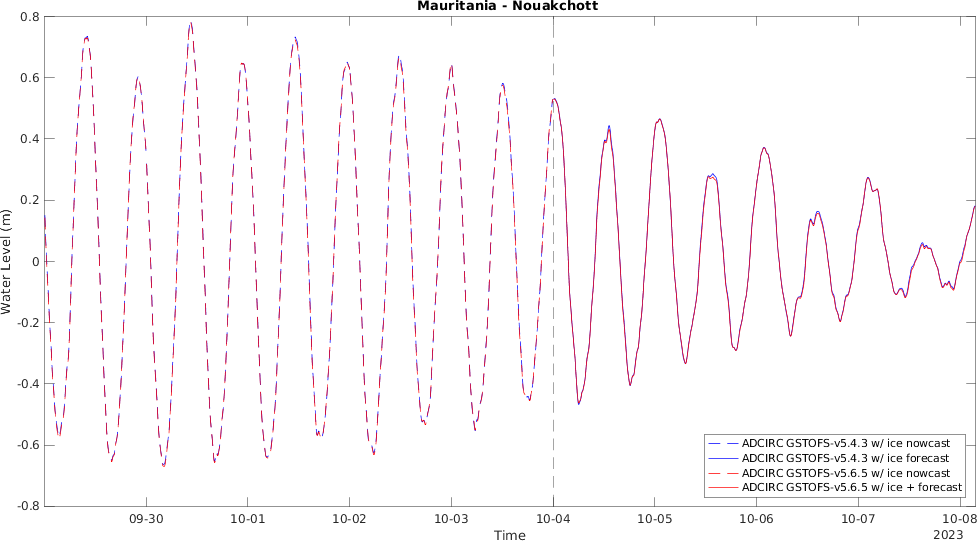 Mauritania - Nouakchott
0.8
0.6
0.4
0.2
0
-0.2
-0.4
-0.6
-0.8
Water Level (m)
09-30
10-01
10-02
10-03
10-04
10-05
10-06
10-07
10-08
2023
Time
ADCIRC GSTOFS-v5.4.3 w/ ice nowcast
ADCIRC GSTOFS-v5.4.3 w/ ice forecast
ADCIRC GSTOFS-v5.6.5 w/ ice nowcast
ADCIRC GSTOFS-v5.6.5 w/ ice + forecast